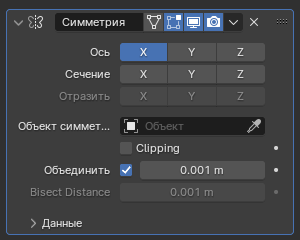 Симметрия
Ось X Y Z
Сечение X Y Z
Отразить X Y Z
Объект симмет... Объект
Clipping
Объединить 0.001 m
Bisect Distance 0.001 m
Данные